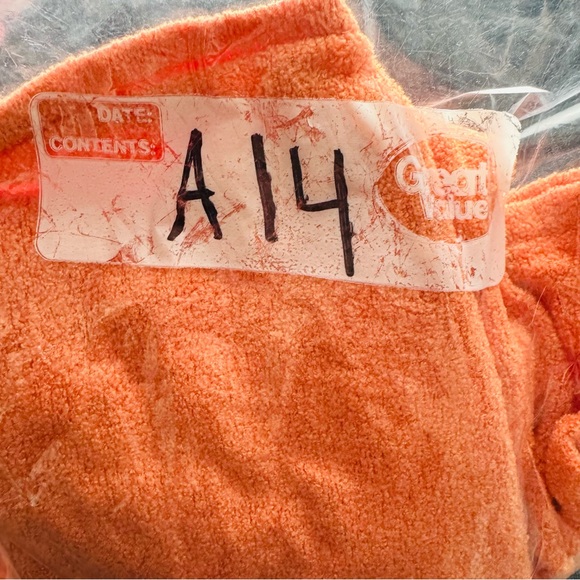 DATE:
CONTENTS:
A14
Great
Value